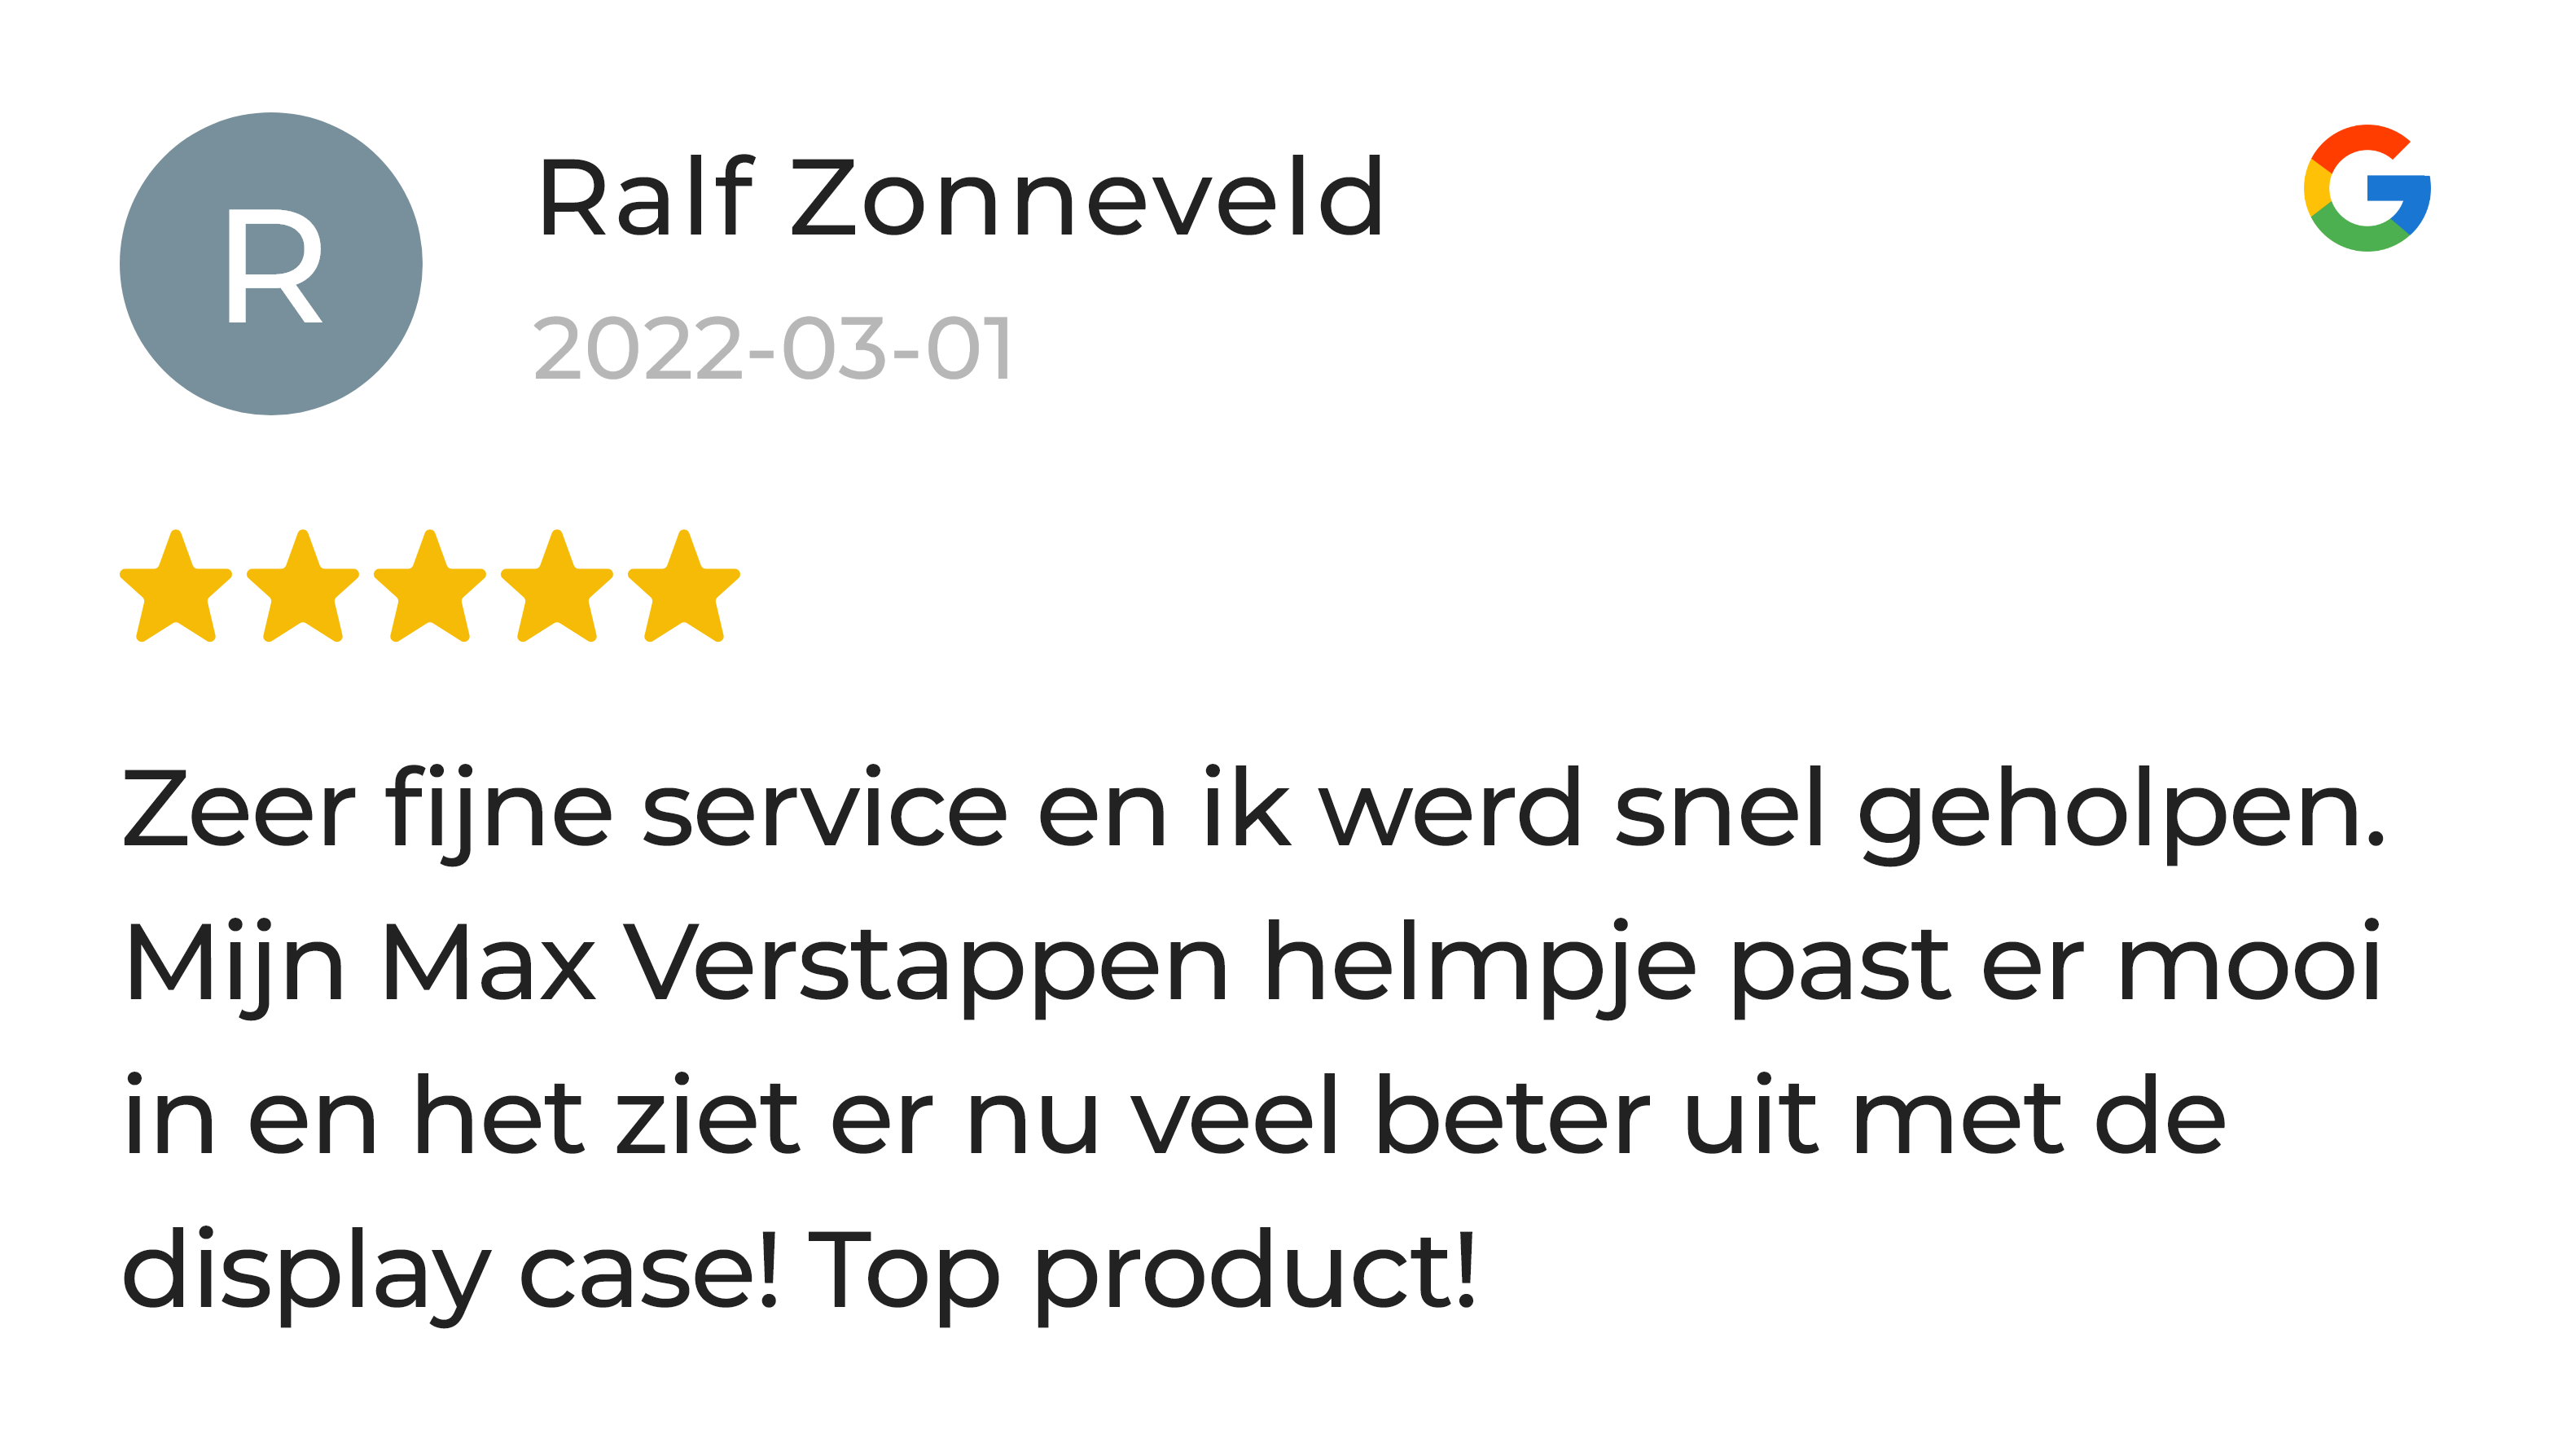 R
Ralf Zonneveld
2022-03-01
Zeer fijne service en ik werd snel geholpen.
Mijn Max Verstappen helmpje past er mooi
in en het ziet er nu veel beter uit met de
display case! Top product!